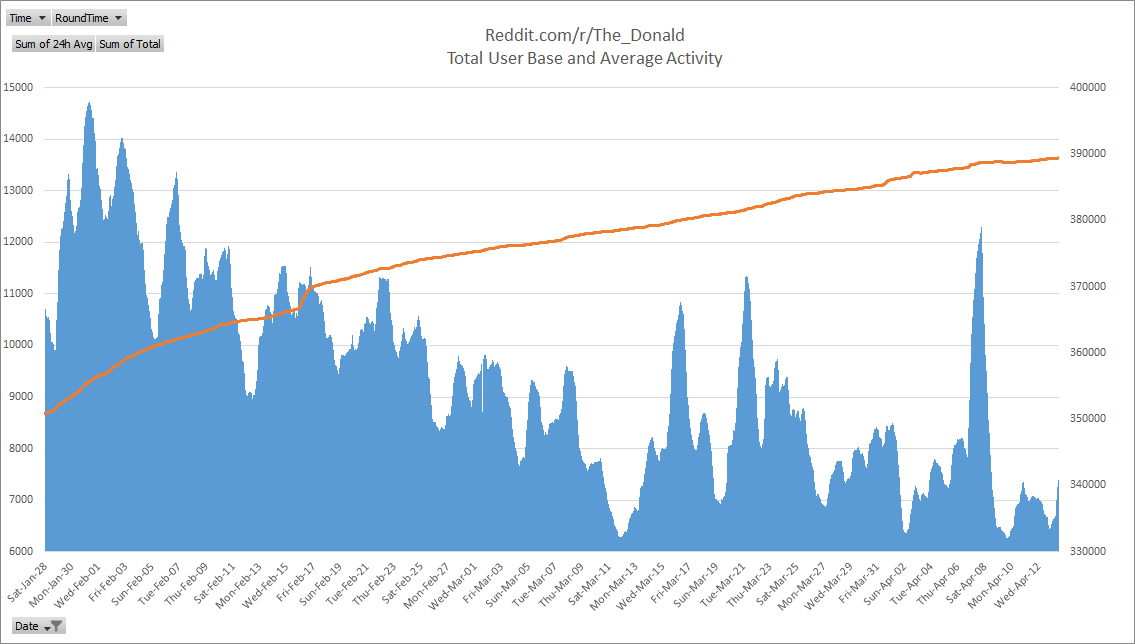 Time RoundTime
Sum of 24h Avg Sum of Total
Reddit.com/r/The_Donald
Total User Base and Average Activity
15000
14000
13000
12000
11000
10000
9000
8000
7000
6000
400000
390000
380000
370000
360000
350000
340000
330000
Sat-Jan-28
Mon-Jan-30
Wed-Feb-01
Fri-Feb-03
Sun-Feb-05
Tue-Feb-07
Thu-Feb-09
Sat-Feb-11
Mon-Feb-13
Wed-Feb-15
Fri-Feb-17
Sun-Feb-19
Tue-Feb-21
Thu-Feb-23
Sat-Feb-25
Mon-Feb-27
Wed-Mar-01
Fri-Mar-03
Sun-Mar-05
Tue-Mar-07
Thu-Mar-09
Sat-Mar-11
Mon-Mar-13
Wed-Mar-15
Fri-Mar-17
Sun-Mar-19
Tue-Mar-21
Thu-Mar-23
Sat-Mar-25
Mon-Mar-27
Wed-Mar-29
Fri-Mar-31
Sun-Apr-02
Tue-Apr-04
Thu-Apr-06
Sat-Apr-08
Mon-Apr-10
Wed-Apr-12
Date